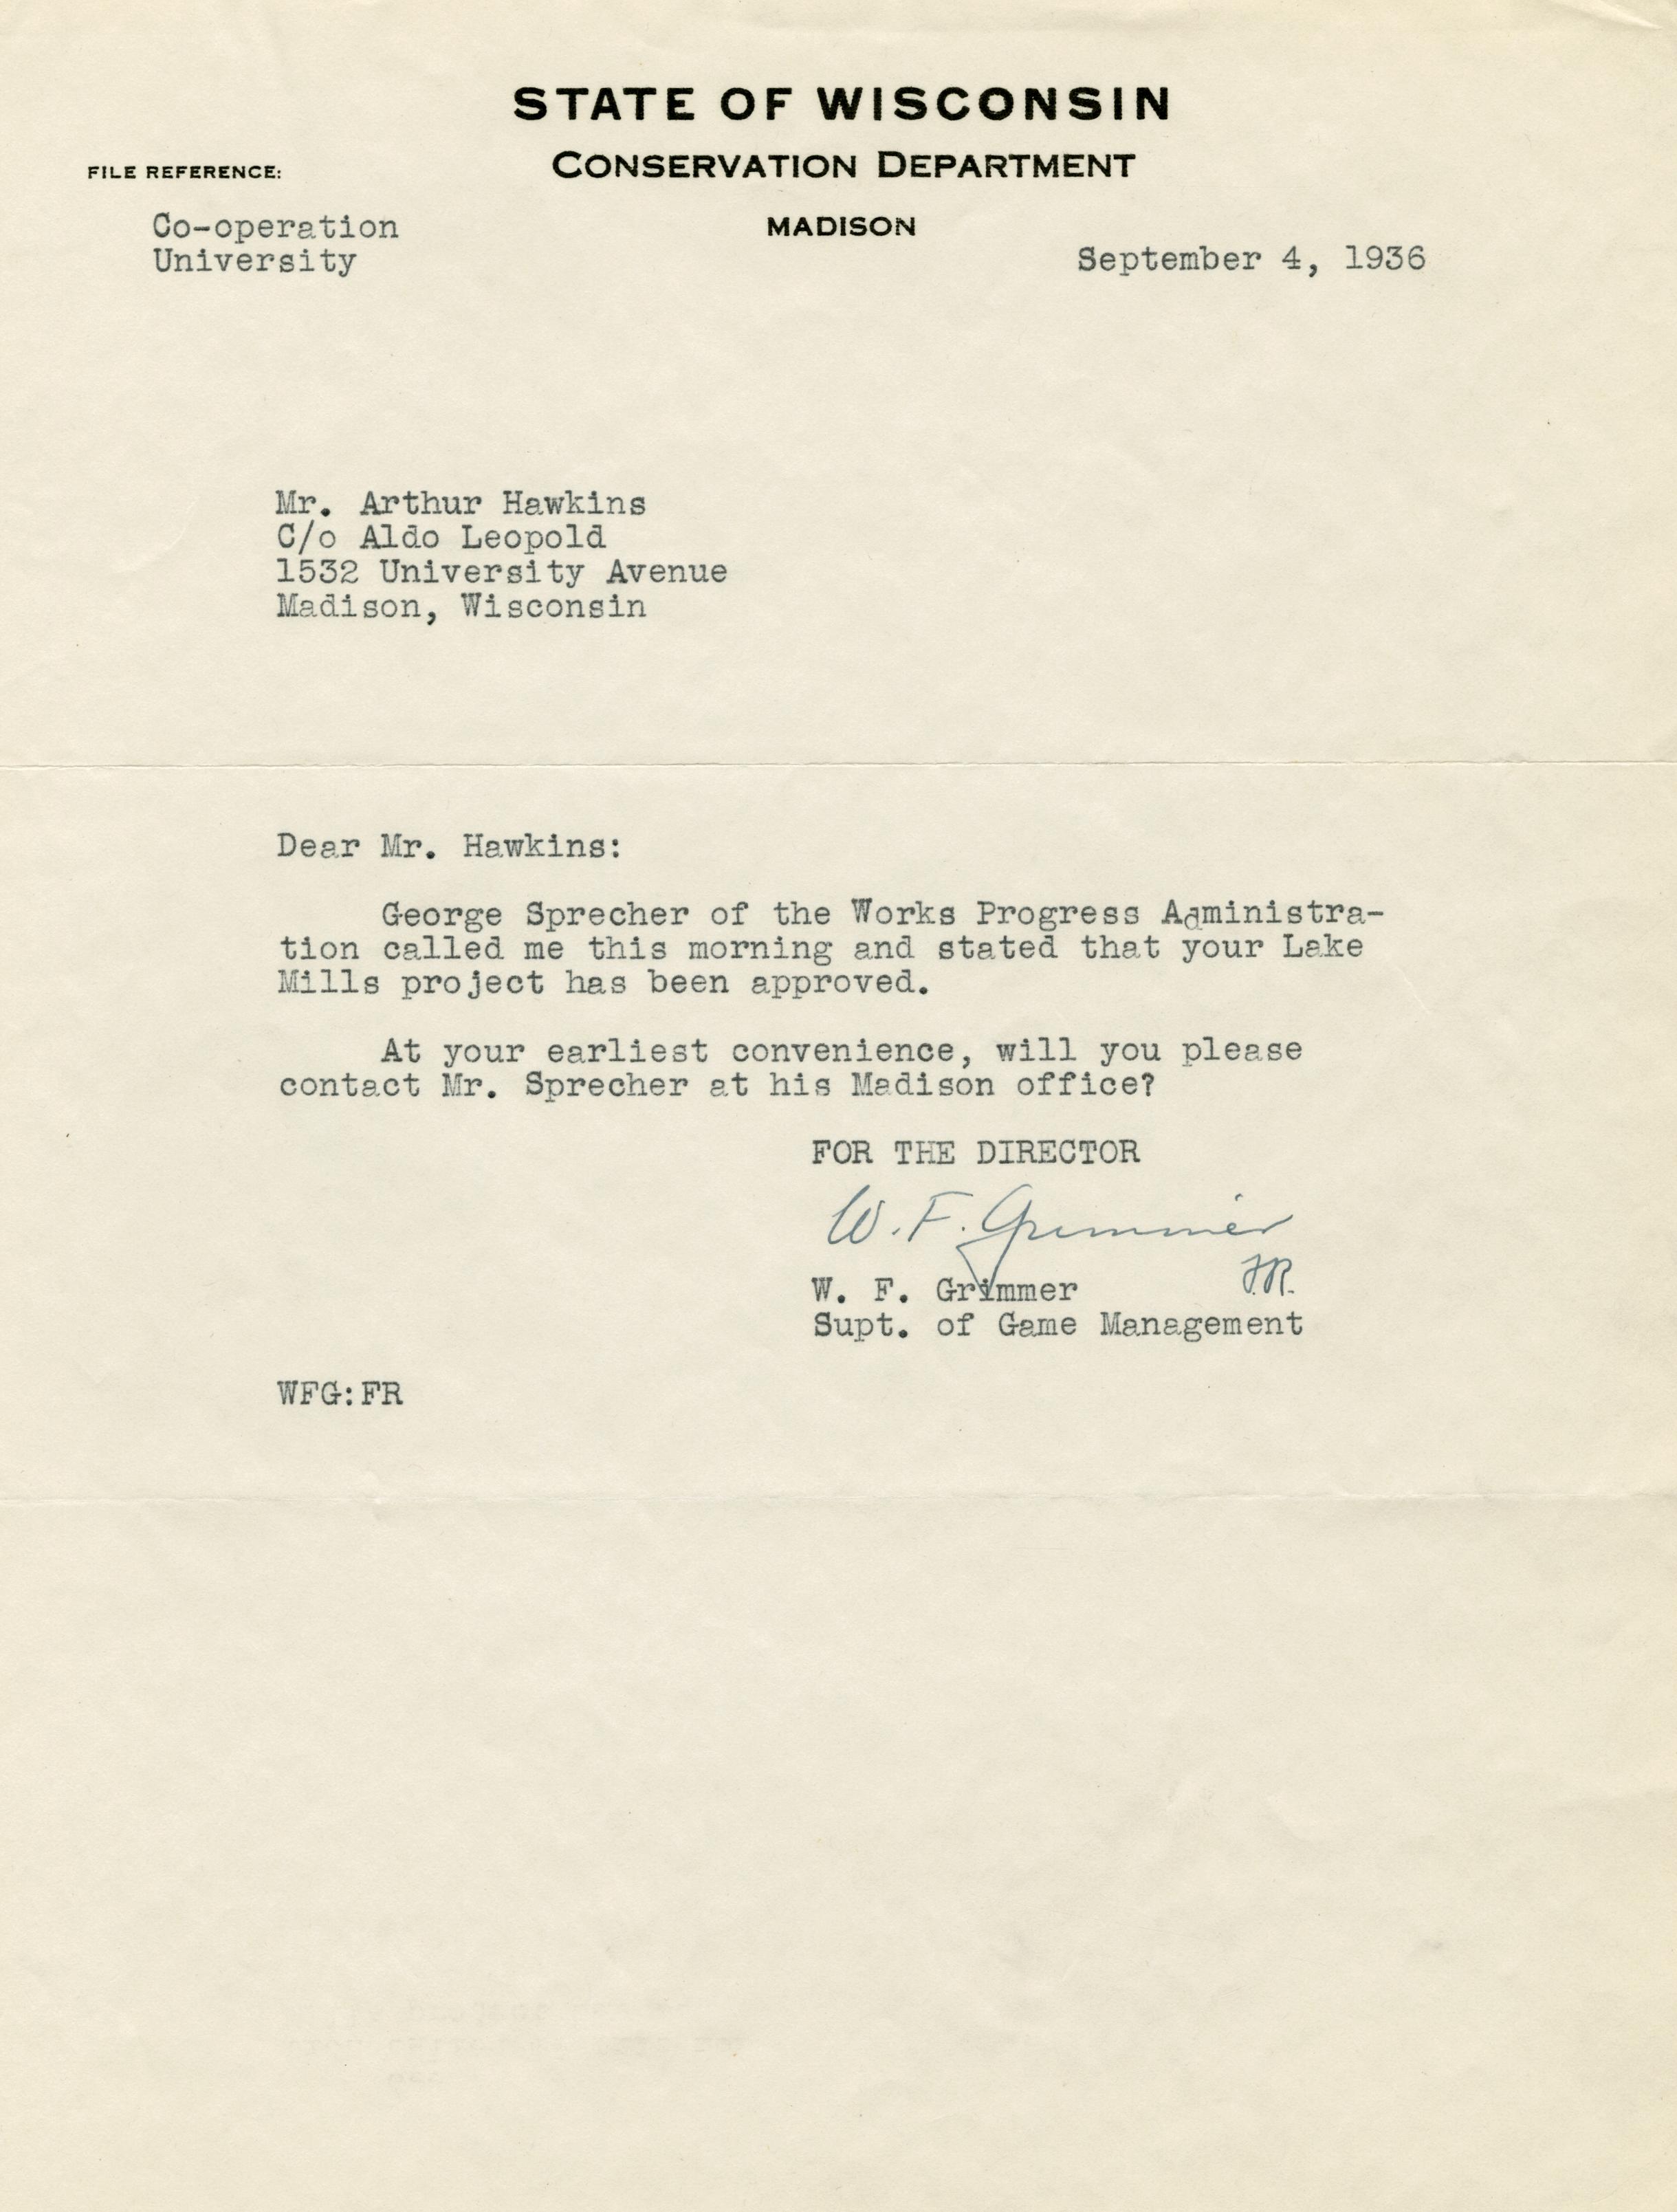 STATE OF WISCONSIN
CONSERVATION DEPARTMENT
FILE REFERENCE:
MADISON
Co-operation
University
September 4, 1936
Mr. Arthur Hawkins
C/o Aldo Leopold
1532 University Avenue
Madison, Wisconsin
Dear Mr. Hawkins:
George Sprecher of the Works Progress Administra-
tion called me this morning and stated that your Lake
Mills project has been approved.
At your earliest convenience, will you please
contact Mr. Sprecher at his Madison office?
FOR THE DIRECTOR
W. F. Grimmer
F.R.
W. F. Grimmer
Supt. of Game Management
WFG:FR